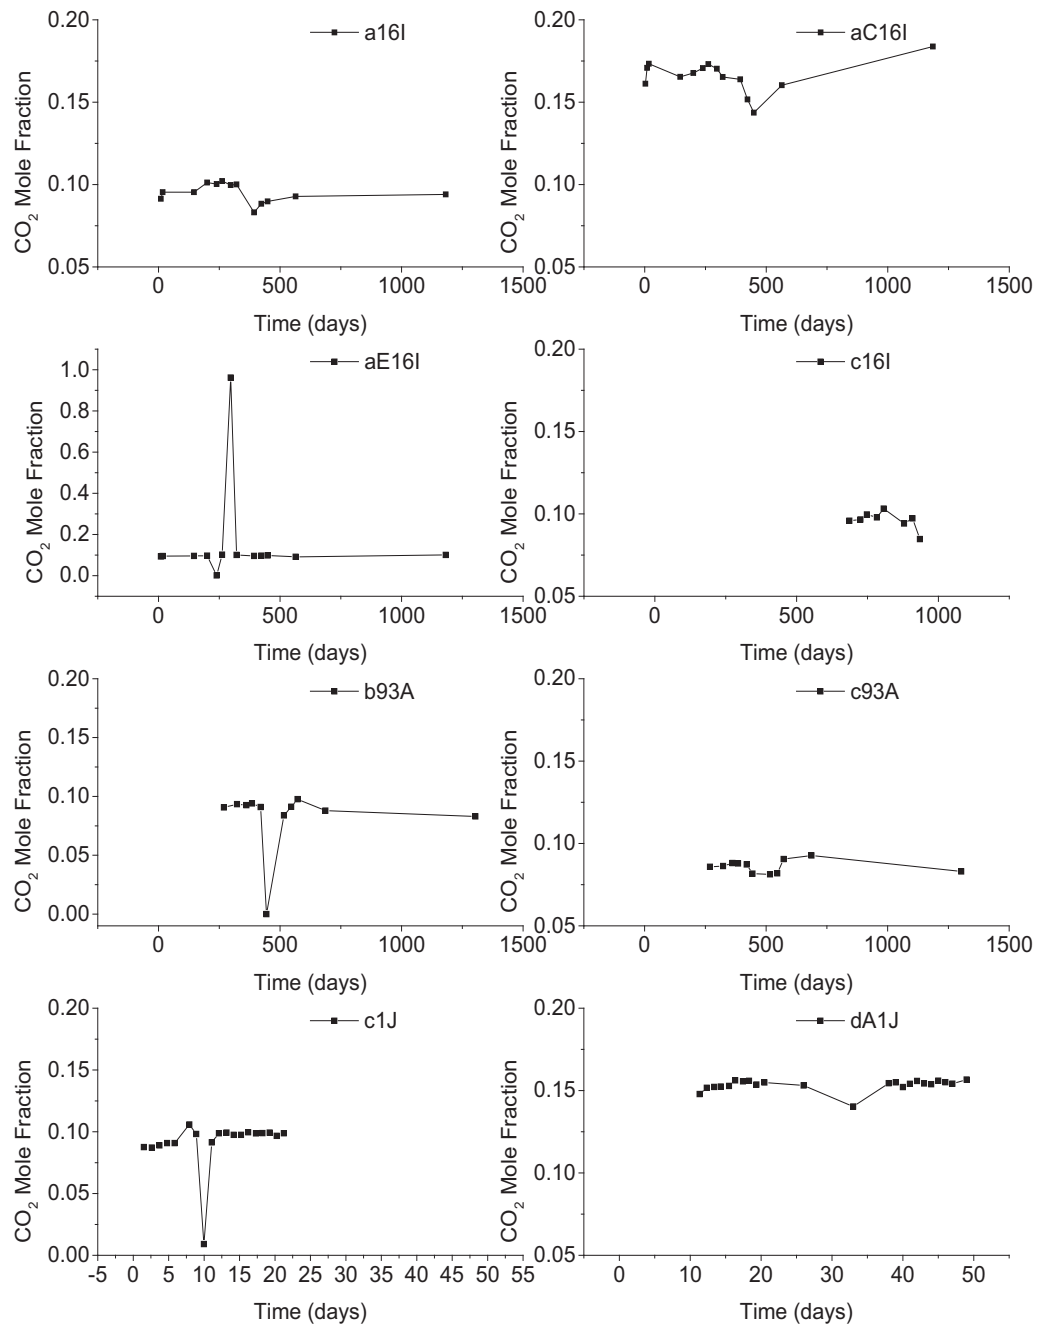 a16I
CO2 Mole Fraction
0.20
0.15
0.10
0.05
0 500 1000 1500
Time (days)
aC16I
CO2 Mole Fraction
0.20
0.15
0.10
0.05
0 500 1000 1500
Time (days)
aE16I
CO2 Mole Fraction
1.0
0.8
0.6
0.4
0.2
0.0
0 500 1000 1500
Time (days)
c16I
CO2 Mole Fraction
0.20
0.15
0.10
0.05
0 500 1000
Time (days)
b93A
CO2 Mole Fraction
0.20
0.15
0.10
0.05
0.00
0 500 1000 1500
Time (days)
c93A
CO2 Mole Fraction
0.20
0.15
0.10
0.05
0 500 1000 1500
Time (days)
c1J
CO2 Mole Fraction
0.20
0.15
0.10
0.05
0.00
-5 0 5 10 15 20 25 30 35 40 45 50 55
Time (days)
dA1J
CO2 Mole Fraction
0.20
0.15
0.10
0.05
0 10 20 30 40 50
Time (days)